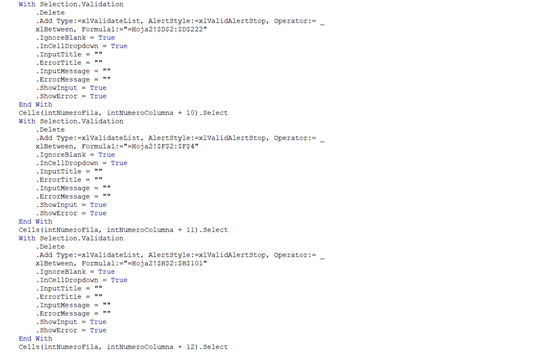 With Selection.Validation
.Delete
.Add Type:=xlValidateList, AlertStyle:=xlValidAlertStop, Operator:= _
xlBetween, Formula1:="=Hoja2!$D$2:$D$222"
.IgnoreBlank = True
.InCellDropdown = True
.InputTitle = ""
.ErrorTitle = ""
.InputMessage = ""
.ErrorMessage = ""
.ShowInput = True
.ShowError = True
End With
Cells(intNumeroFila, intNumeroColumna + 10).Select
With Selection.Validation
.Delete
.Add Type:=xlValidateList, AlertStyle:=xlValidAlertStop, Operator:= _
xlBetween, Formula1:="=Hoja2!$F$2:$F$4"
.IgnoreBlank = True
.InCellDropdown = True
.InputTitle = ""
.ErrorTitle = ""
.InputMessage = ""
.ErrorMessage = ""
.ShowInput = True
.ShowError = True
End With
Cells(intNumeroFila, intNumeroColumna + 11).Select
With Selection.Validation
.Delete
.Add Type:=xlValidateList, AlertStyle:=xlValidAlertStop, Operator:= _
xlBetween, Formula1:="=Hoja2!$H$2:$H$101"
.IgnoreBlank = True
.InCellDropdown = True
.InputTitle = ""
.ErrorTitle = ""
.InputMessage = ""
.ErrorMessage = ""
.ShowInput = True
.ShowError = True
End With
Cells(intNumeroFila, intNumeroColumna + 12).Select